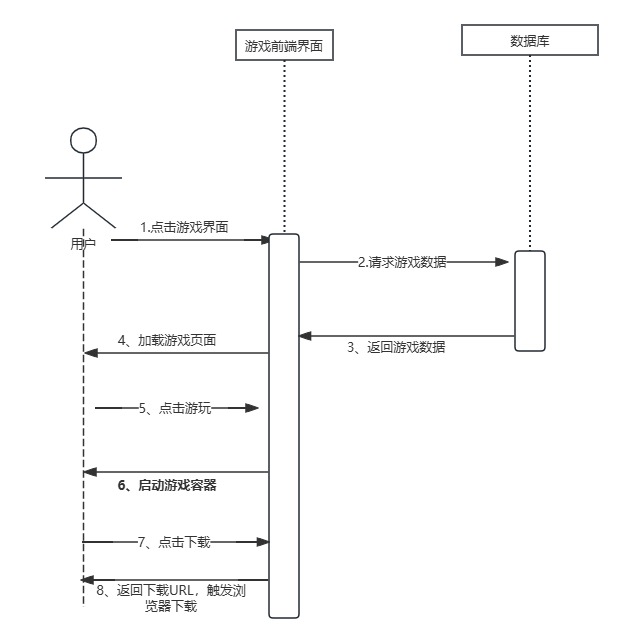 游戏前端界面
数据库
用户
1.点击游戏界面
2.请求游戏数据
3、返回游戏数据
4、加载游戏页面
5、点击游玩
6、启动游戏容器
7、点击下载
8、返回下载URL，触发浏
览器下载